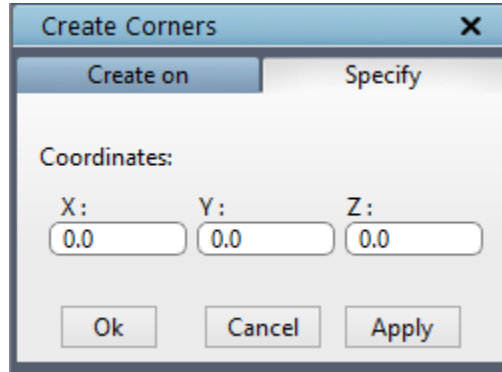 Create Corners
Create on Specify
Coordinates:
X : Y : Z :
0.0 0.0 0.0
Ok Cancel Apply